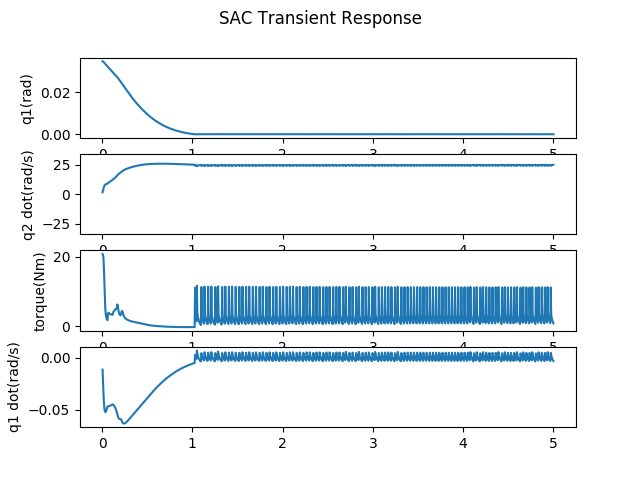 SAC Transient Response
q1(rad)
0.02
0.00
0 1 2 3 4 5
q2 dot(rad/s)
25
0
−25
0 1 2 3 4 5
torque(Nm)
20
0
0 1 2 3 4 5
q1 dot(rad/s)
0.00
−0.05
0 1 2 3 4 5